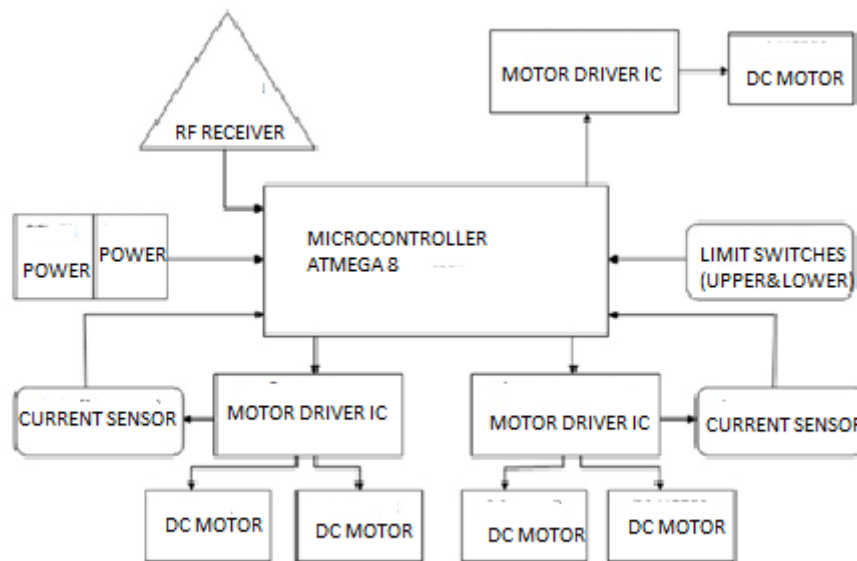 MOTOR DRIVER IC
DC MOTOR
RF RECEIVER
POWER
POWER
MICROCONTROLLER
ATMEGA 8
LIMIT SWITCHES
(UPPER&LOWER)
CURRENT SENSOR
MOTOR DRIVER IC
MOTOR DRIVER IC
CURRENT SENSOR
DC MOTOR
DC MOTOR
DC MOTOR
DC MOTOR